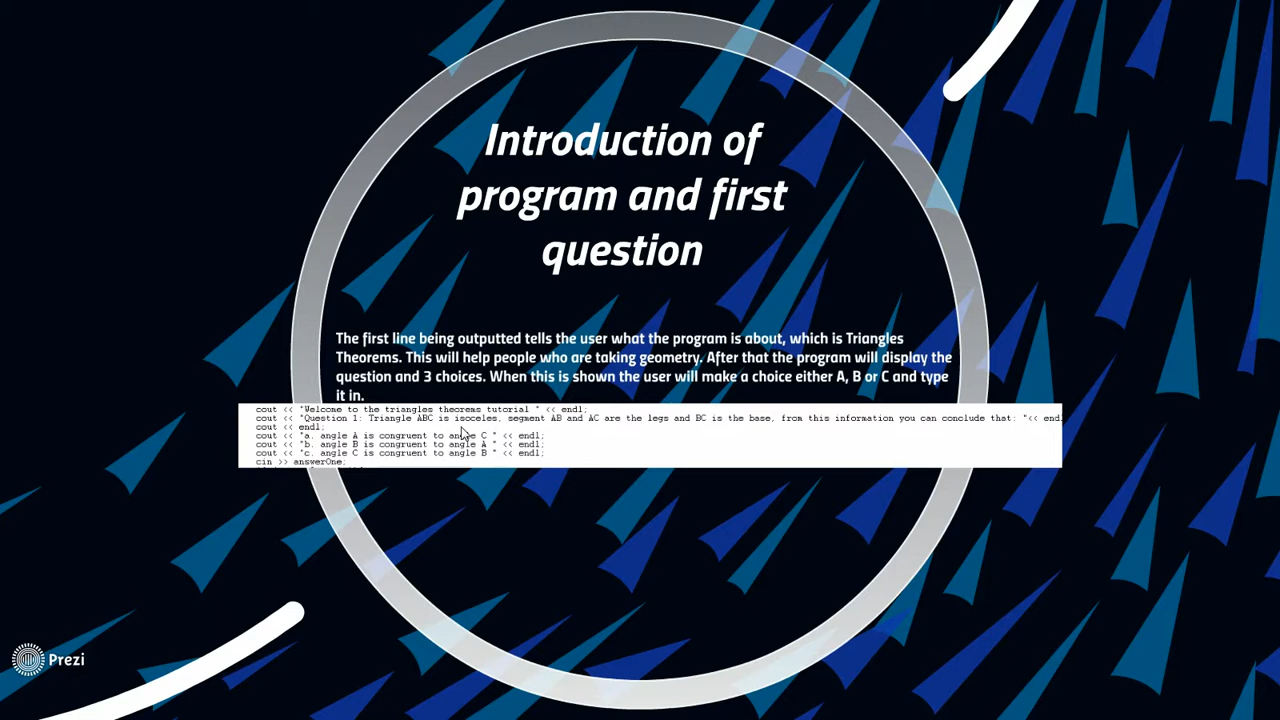 Introduction of
program and first
question
The first line being outputted tells the user what the program is about, which is Triangles
Theorems. This will help people who are taking geometry. After that the program will display the
question and 3 choices. When this is shown the user will make a choice either A, B or C and type
it in.
cout << "Welcome to the triangles theorems tutorial " << endl;
cout << "Question 1: Triangle ABC is isoceles, segment AB and AC are the legs and BC is the base, from this information you can conclude that: "<< endl
cout << endl;
cout << "a. angle A is congruent to angle C " << endl;
cout << "b. angle B is congruent to angle A " << endl;
cout << "c. angle C is congruent to angle B " << endl;
cin >> answerOne;
Prezi